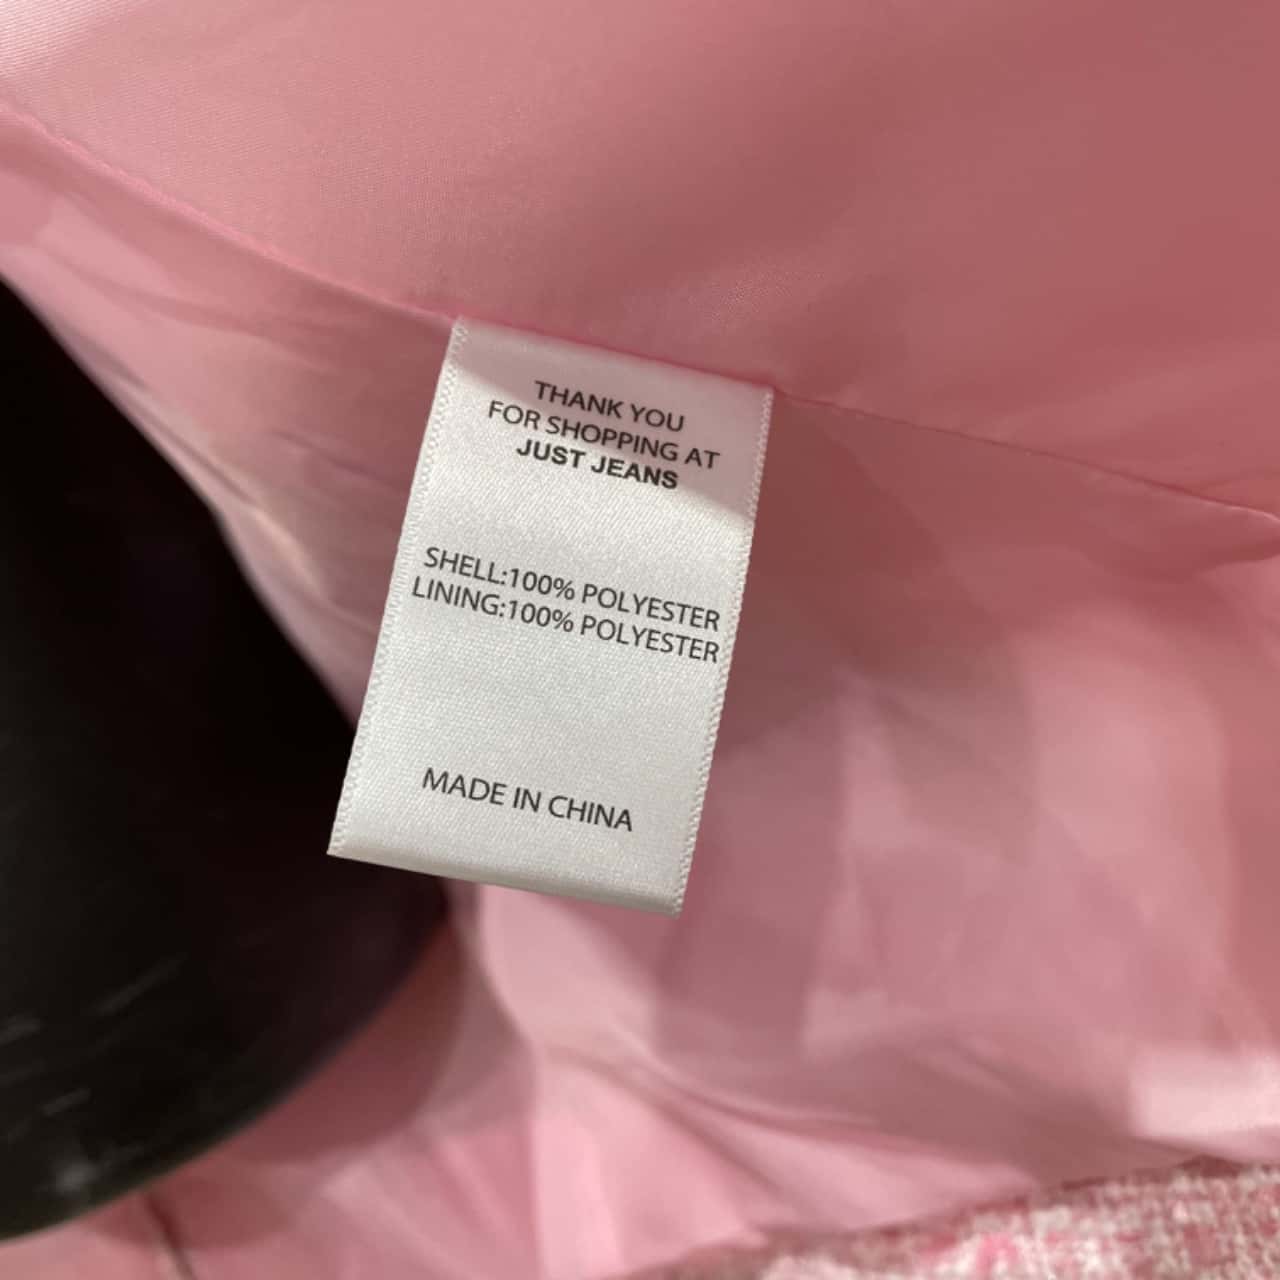 THANK YOU
FOR SHOPPING AT
JUST JEANS
SHELL:100% POLYESTER
LINING:100% POLYESTER
MADE IN CHINA